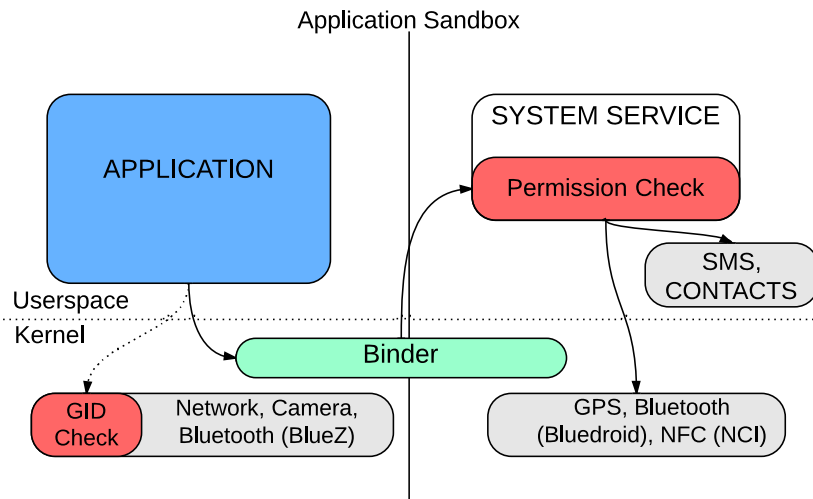 Application Sandbox
APPLICATION
SYSTEM SERVICE
Permission Check
SMS,
CONTACTS
Userspace
Kernel
Binder
GID
Check
Network, Camera,
Bluetooth (BlueZ)
GPS, Bluetooth
(Bluedroid), NFC (NCI)